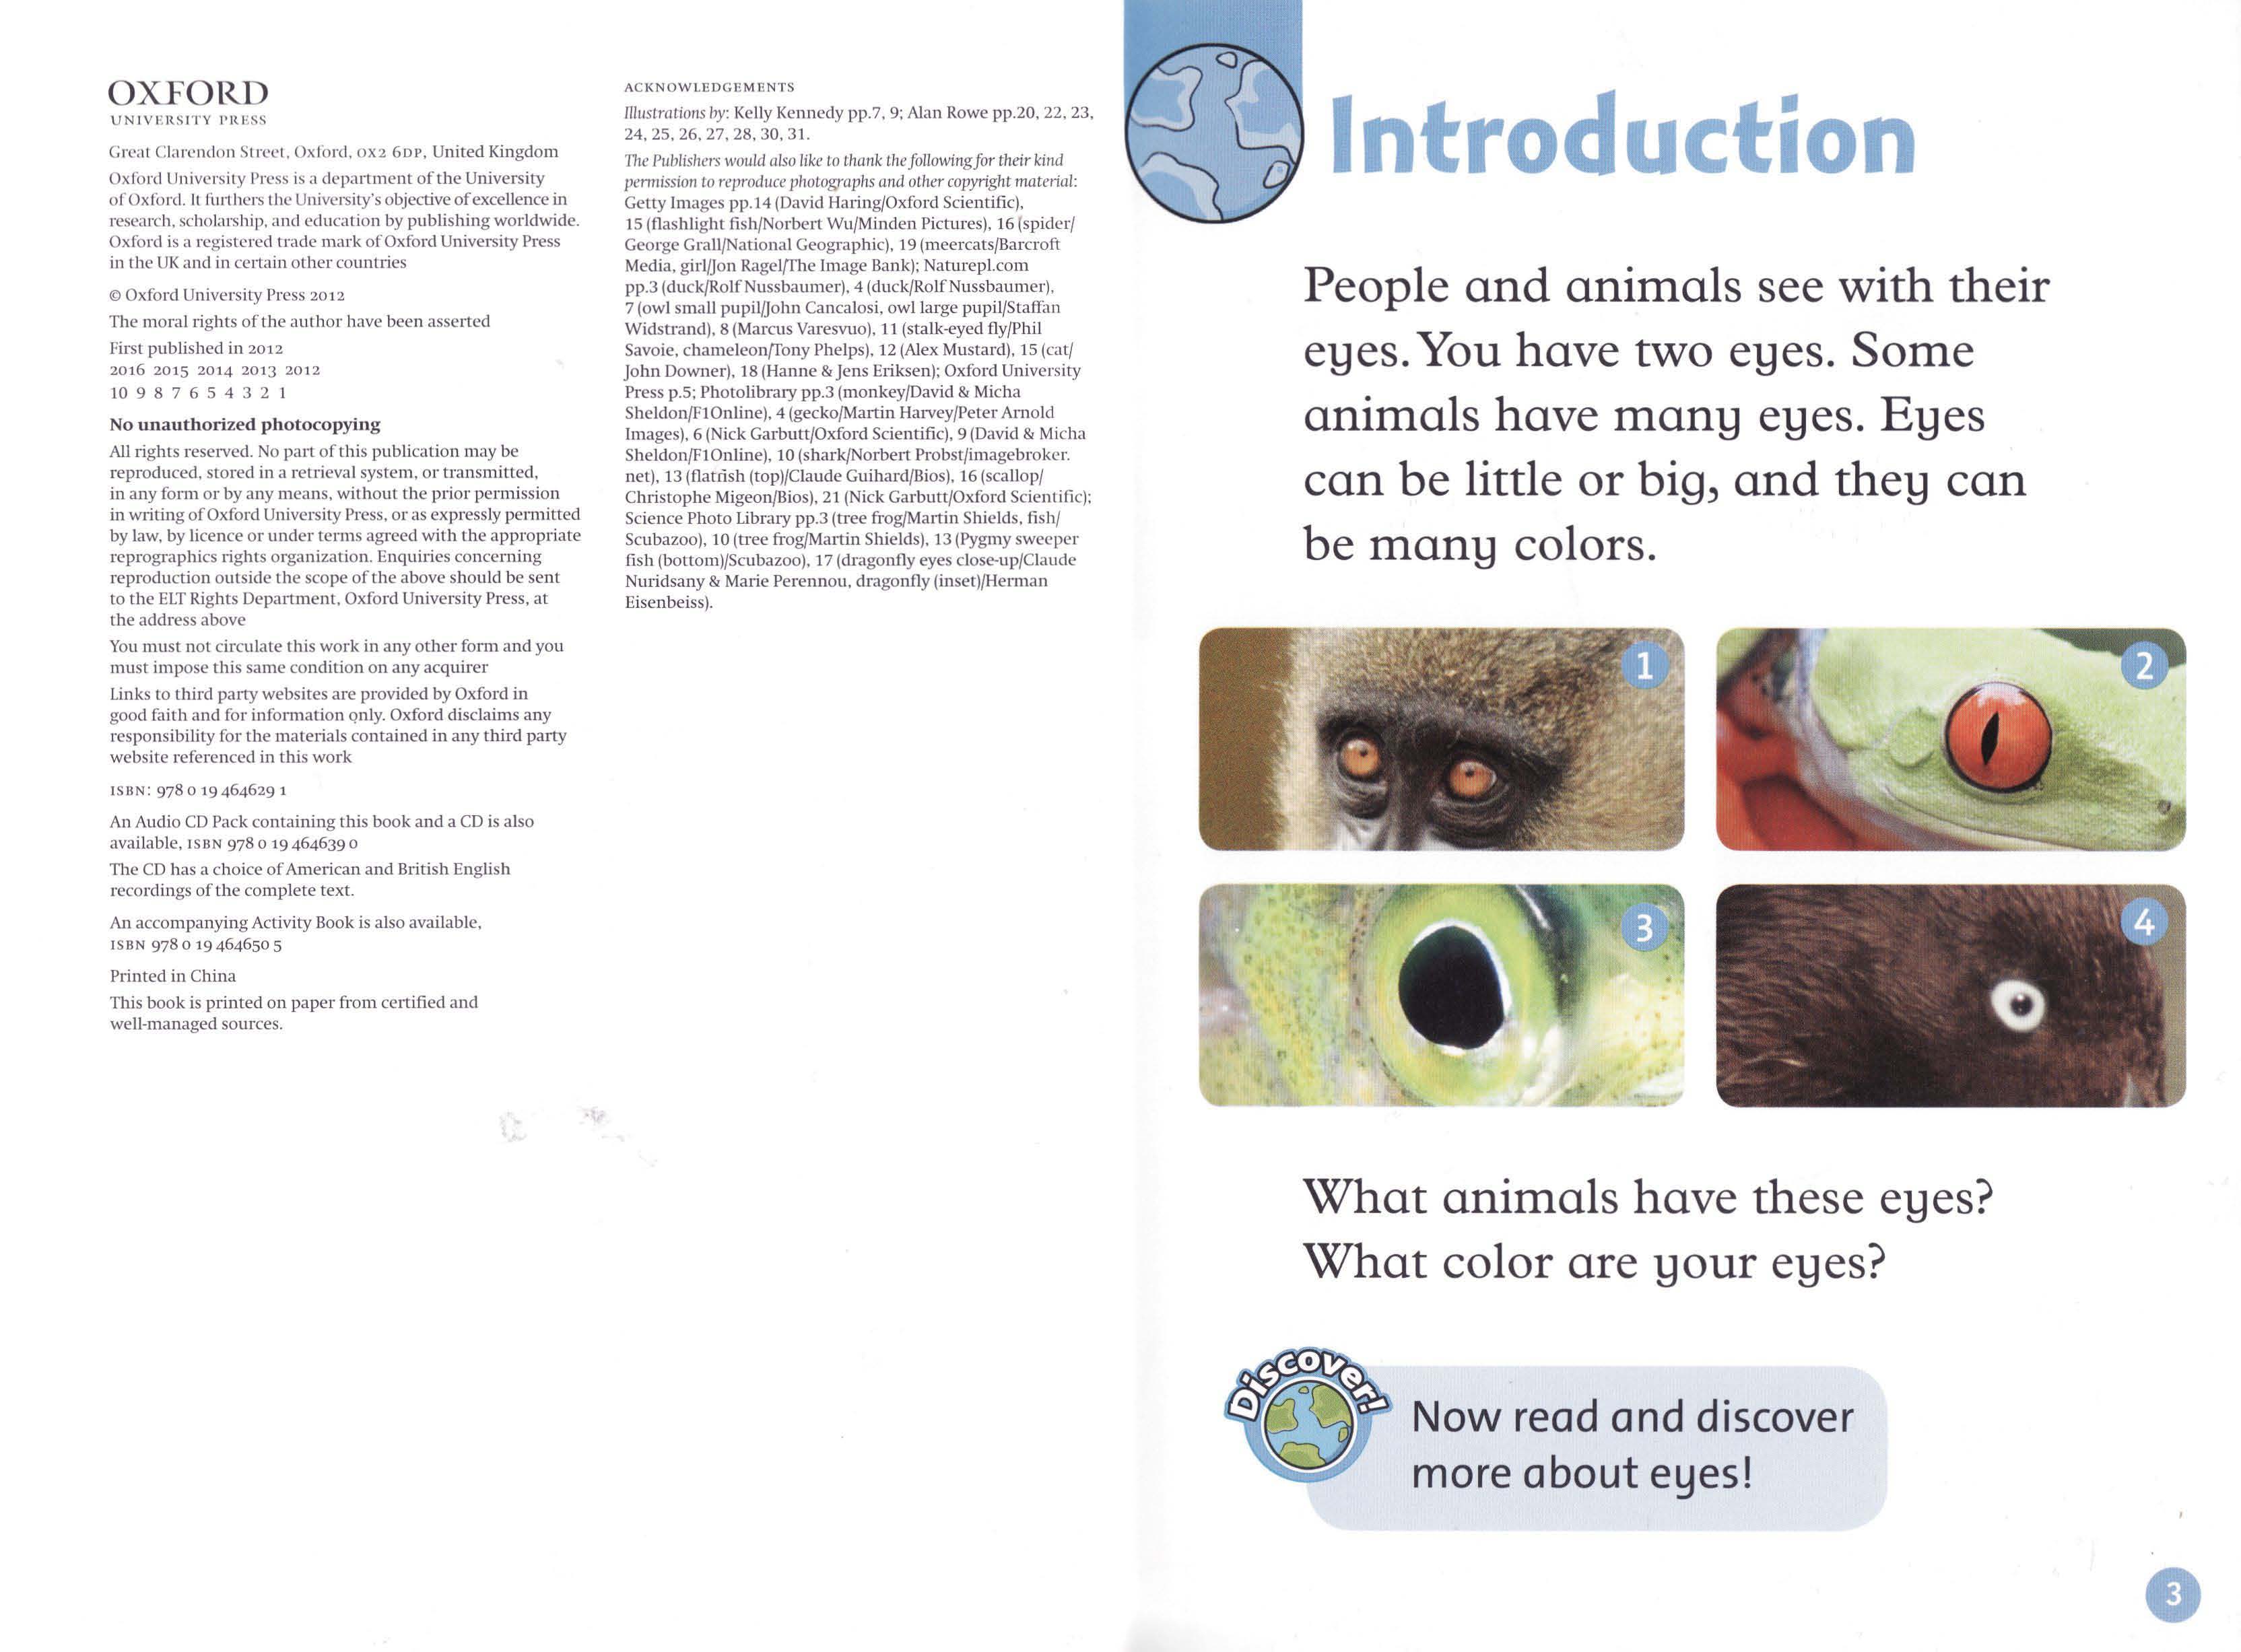 OXFORD
UNIVERSITY PRESS
Great Clarendon Street, Oxford, OX2 6DP, United Kingdom
Oxford University Press is a department of the University
of Oxford. It furthers the University's objective of excellence in
research, scholarship, and education by publishing worldwide.
Oxford is a registered trade mark of Oxford University Press
in the UK and in certain other countries
© Oxford University Press 2012
The moral rights of the author have been asserted
First published in 2012
2016 2015 2014 2013 2012
10 9 8 7 6 5 4 3 2 1
No unauthorized photocopying
All rights reserved. No part of this publication may be
reproduced, stored in a retrieval system, or transmitted,
in any form or by any means, without the prior permission
in writing of Oxford University Press, or as expressly permitted
by law, by licence or under terms agreed with the appropriate
reprographics rights organization. Enquiries concerning
reproduction outside the scope of the above should be sent
to the ELT Rights Department, Oxford University Press, at
the address above
You must not circulate this work in any other form and you
must impose this same condition on any acquirer
Links to third party websites are provided by Oxford in
good faith and for information only. Oxford disclaims any
responsibility for the materials contained in any third party
website referenced in this work
ISBN: 978 0 19 464629 1
An Audio CD Pack containing this book and a CD is also
available, ISBN 978 0 19 464639 0
The CD has a choice of American and British English
recordings of the complete text.
An accompanying Activity Book is also available,
ISBN 978 0 19 464650 5
Printed in China
This book is printed on paper from certified and
well-managed sources.
ACKNOWLEDGEMENTS
Illustrations by: Kelly Kennedy pp.7, 9; Alan Rowe pp.20, 22, 23,
24, 25, 26, 27, 28, 30, 31.
The Publishers would also like to thank the following for their kind
permission to reproduce photographs and other copyright material:
Getty Images pp.14 (David Haring/Oxford Scientific),
15 (flashlight fish/Norbert Wu/Minden Pictures), 16 (spider/
George Grall/National Geographic), 19 (meercats/Barcroft
Media, girl/Jon Ragel/The Image Bank); Naturepl.com
pp.3 (duck/Rolf Nussbaumer), 4 (duck/Rolf Nussbaumer),
7 (owl small pupil/John Cancalosi, owl large pupil/Staffan
Widstrand), 8 (Marcus Varesvuo), 11 (stalk-eyed fly/Phil
Savoie, chameleon/Tony Phelps), 12 (Alex Mustard), 15 (cat/
John Downer), 18 (Hanne & Jens Eriksen); Oxford University
Press p.5; Photolibrary pp.3 (monkey/David & Micha
Sheldon/F1Online), 4 (gecko/Martin Harvey/Peter Arnold
Images), 6 (Nick Garbutt/Oxford Scientific), 9 (David & Micha
Sheldon/F1Online), 10 (shark/Norbert Probst/imagebroker.
net), 13 (flatfish (top)/Claude Guihard/Bios), 16 (scallop/
Christophe Migeon/Bios), 21 (Nick Garbutt/Oxford Scientific);
Science Photo Library pp.3 (tree frog/Martin Shields, fish/
Scubazoo), 10 (tree frog/Martin Shields), 13 (Pygmy sweeper
fish (bottom)/Scubazoo), 17 (dragonfly eyes close-up/Claude
Nuridsany & Marie Perennou, dragonfly (inset)/Herman
Eisenbeiss).
Introduction
People and animals see with their
eyes. You have two eyes. Some
animals have many eyes. Eyes
can be little or big, and they can
be many colors.
1
2
3
4
What animals have these eyes?
What color are your eyes?
Discover!
Now read and discover
more about eyes!
3